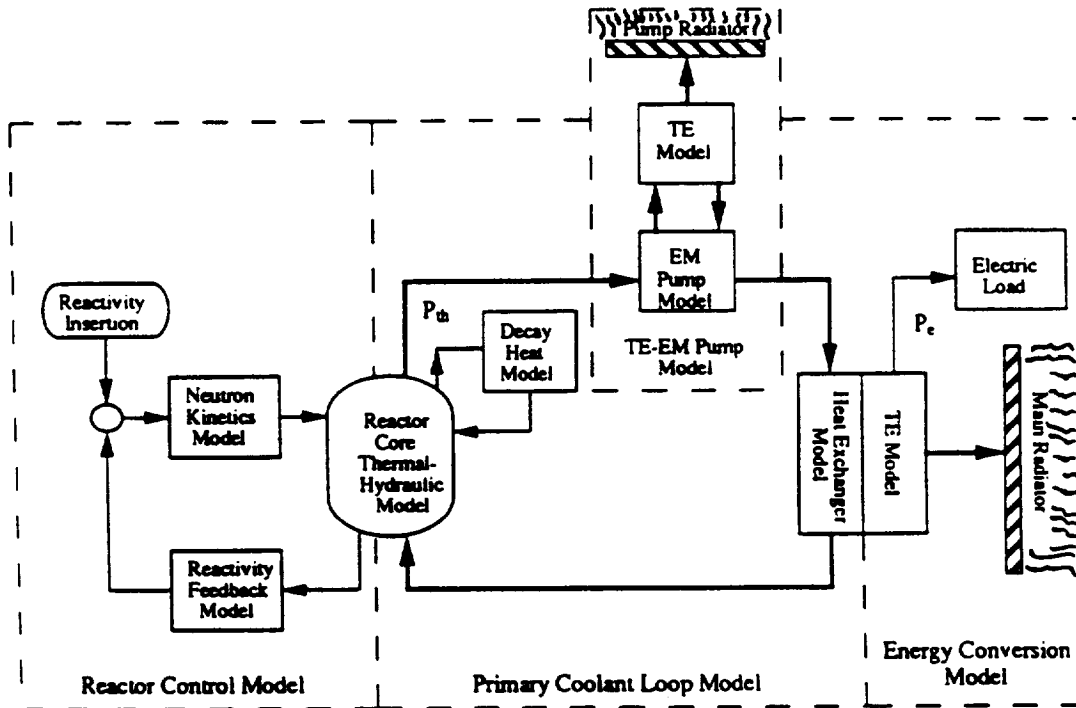 Pump Radiator
TE
Model
EM
Pump Model
TE-EM Pump
Model
Electric
Load
Reactivity
Insertion
P_th
Decay
Heat
Model
P_e
Neutron
Kinetics
Model
Reactor
Core
Thermal-
Hydraulic
Model
Heat Exchanger
Model
TE Model
Main Radiator
Reactivity
Feedback
Model
Reactor Control Model
Primary Coolant Loop Model
Energy Conversion
Model